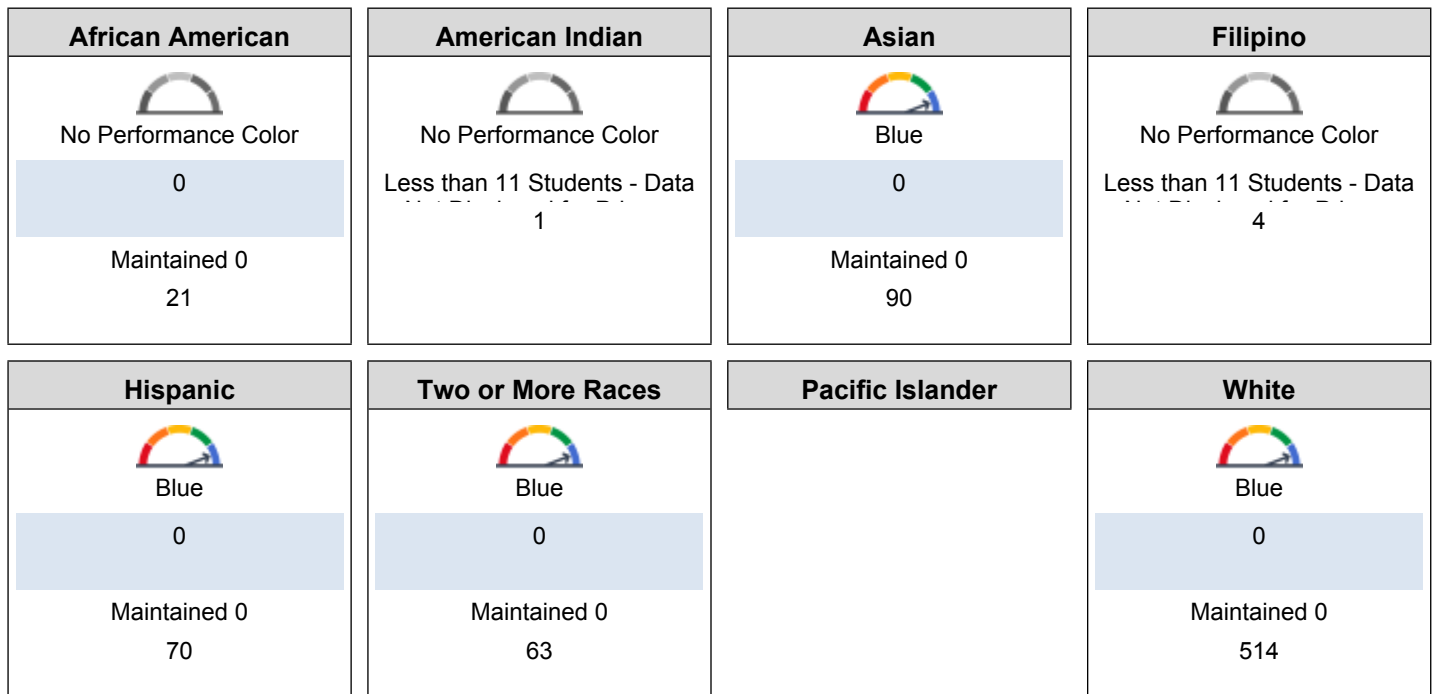 African American
No Performance Color
0
Maintained 0
21
American Indian
No Performance Color
Less than 11 Students - Data
1
Asian
Blue
0
Maintained 0
90
Filipino
No Performance Color
Less than 11 Students - Data
4
Hispanic
Blue
0
Maintained 0
70
Two or More Races
Blue
0
Maintained 0
63
Pacific Islander
White
Blue
0
Maintained 0
514